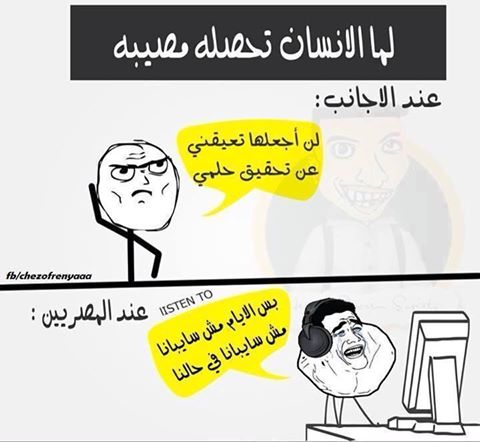 لما الانسان تحصله مصيبه
عند الاجانب :
لن أجعلها تعيقني
عن تحقيق حلمي
fb/chezofrenyaaa
عند المصريين :
lISTEN TO
بس الايام مش سايبانا
مش سايبانا في حالنا